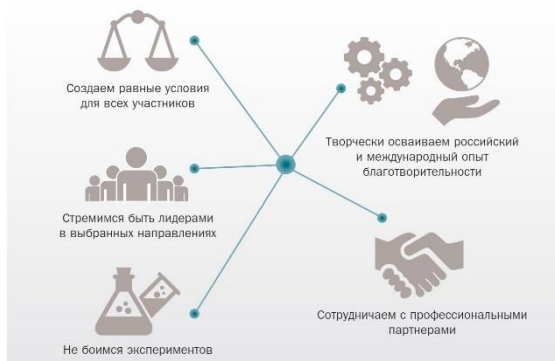 Создаем равные условия
для всех участников
Творчески осваиваем российский
и международный опыт
благотворительности
Стремимся быть лидерами
в выбранных направлениях
Сотрудничаем с профессиональными
партнерами
Не боимся экспериментов